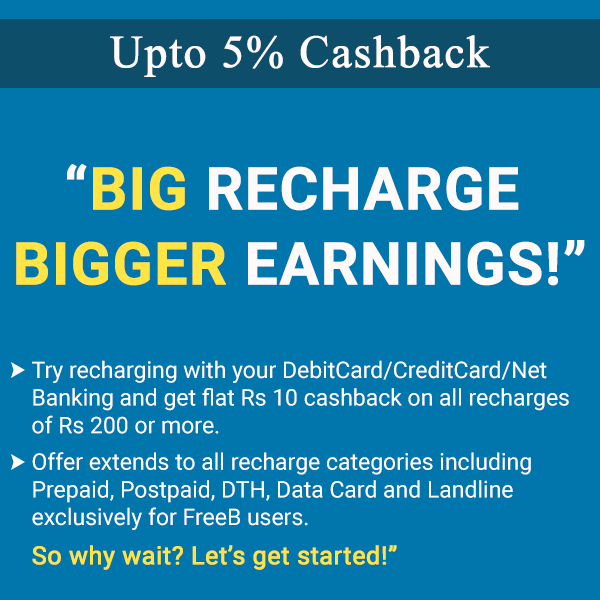 Upto 5% Cashback
“BIG RECHARGE
BIGGER EARNINGS!”
Try recharging with your DebitCard/CreditCard/Net
Banking and get flat Rs 10 cashback on all recharges
of Rs 200 or more.
Offer extends to all recharge categories including
Prepaid, Postpaid, DTH, Data Card and Landline
exclusively for FreeB users.
So why wait? Let’s get started!”